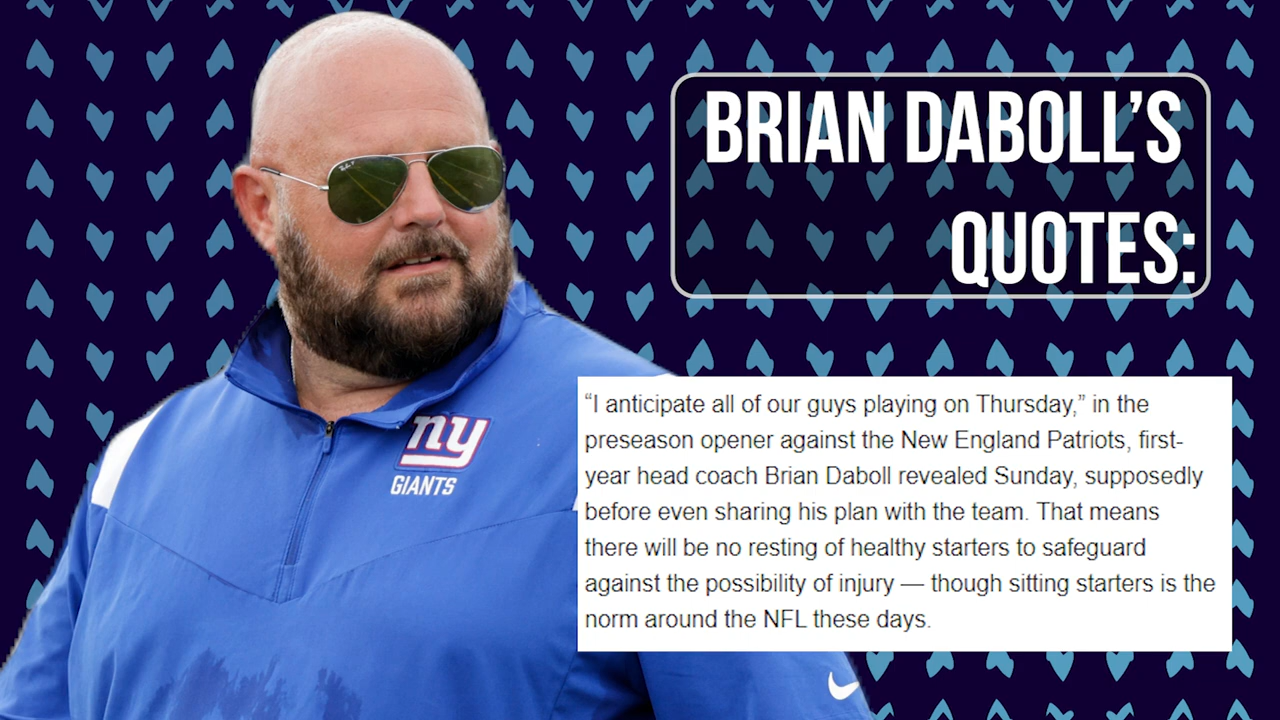 BRIAN DABOLL’S
QUOTES:
Ray-Ban
ny
GIANTS
“I anticipate all of our guys playing on Thursday,” in the
preseason opener against the New England Patriots, first-
year head coach Brian Daboll revealed Sunday, supposedly
before even sharing his plan with the team. That means
there will be no resting of healthy starters to safeguard
against the possibility of injury — though sitting starters is the
norm around the NFL these days.